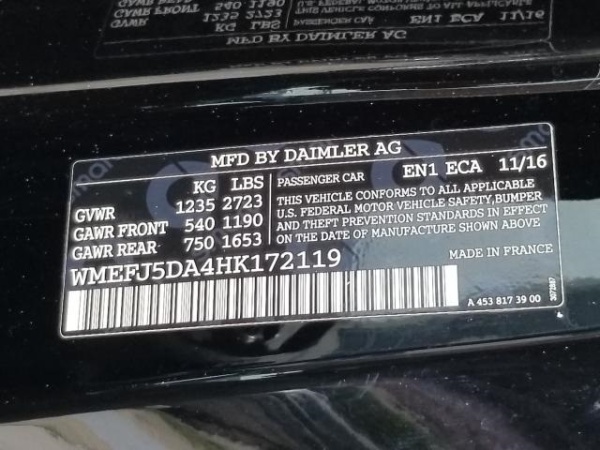 MFD BY DAIMLER AG
KG LBS
GVWR 1235 2723
GAWR FRONT 540 1190
GAWR REAR 750 1653
PASSENGER CAR EN1 ECA 11/16
THIS VEHICLE CONFORMS TO ALL APPLICABLE
U.S. FEDERAL MOTOR VEHICLE SAFETY,BUMPER
AND THEFT PREVENTION STANDARDS IN EFFECT
ON THE DATE OF MANUFACTURE SHOWN ABOVE.
WMEFJ5DA4HK172119
MADE IN FRANCE
A 453 817 39 00